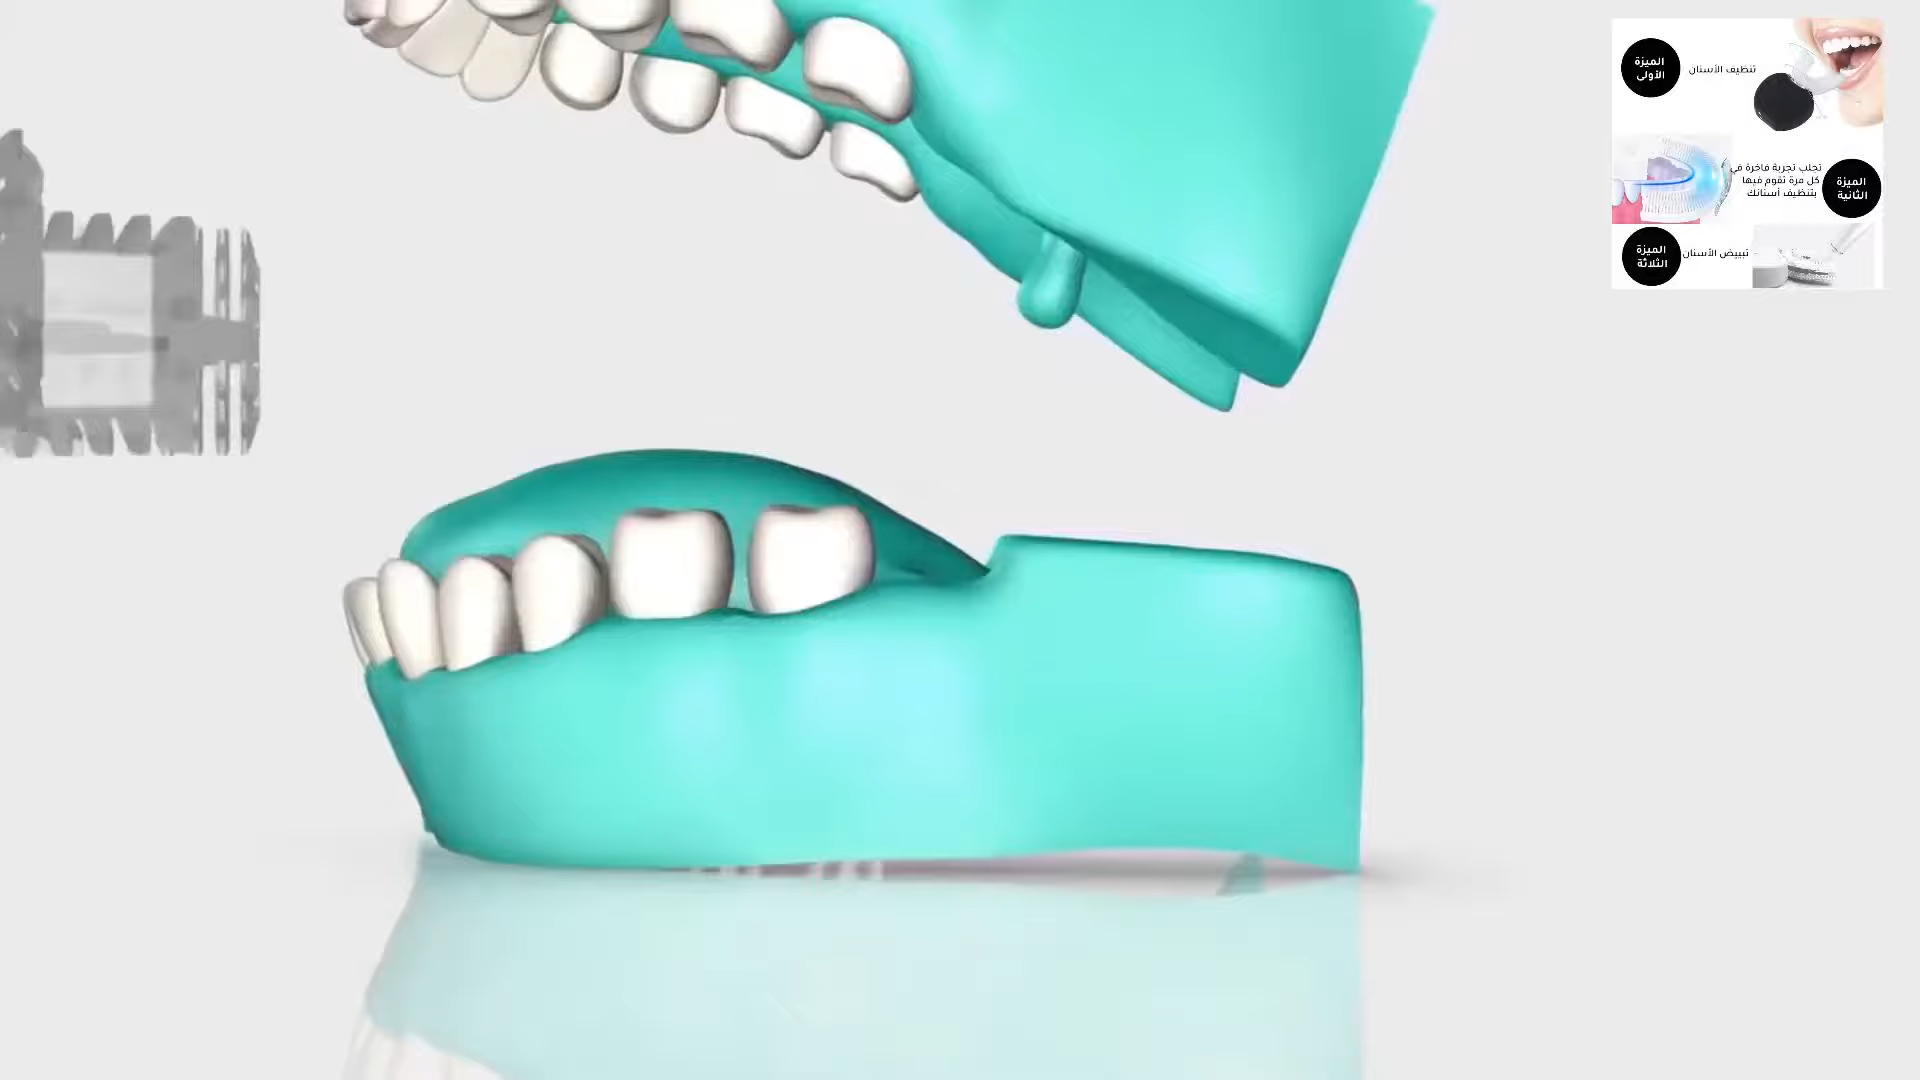 الميزة
الأولى
تنظيف الأسنان
الميزة
الثانية
تجلب تجربة فاخرة في
كل مرة تقوم فيها
بتنظيف أسنانك
الميزة
الثلاثة
تبييض الأسنان